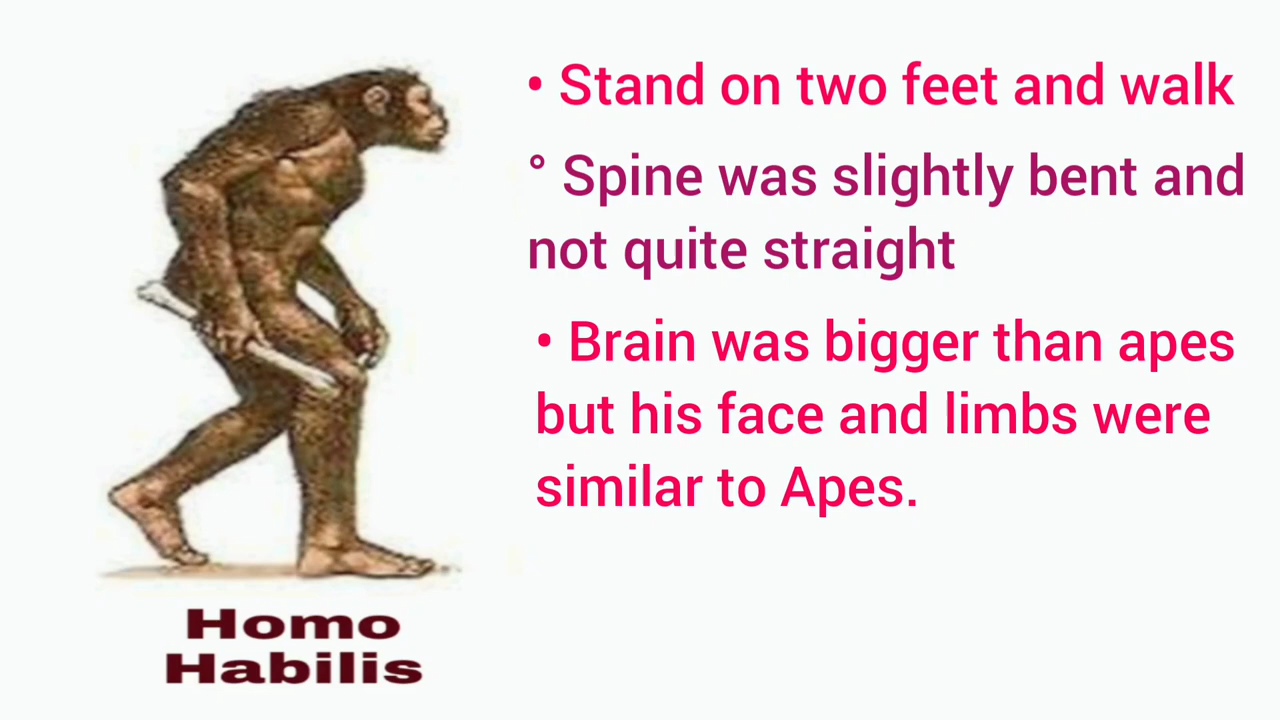 • Stand on two feet and walk
° Spine was slightly bent and
not quite straight
• Brain was bigger than apes
but his face and limbs were
similar to Apes.
Homo
Habilis